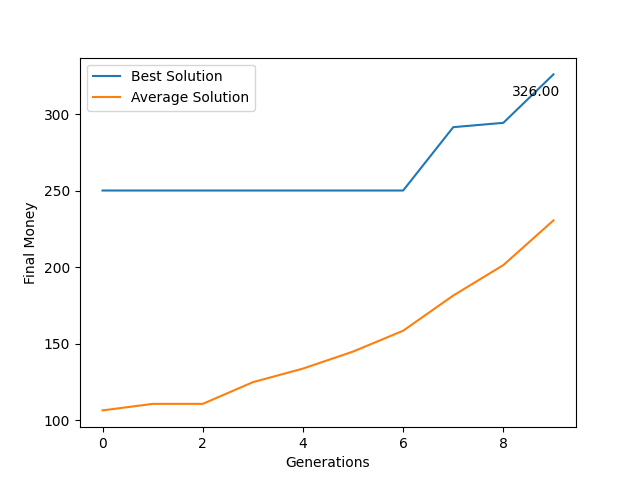 Best Solution
Average Solution
326.00
300
250
200
150
100
Final Money
0 2 4 6 8
Generations